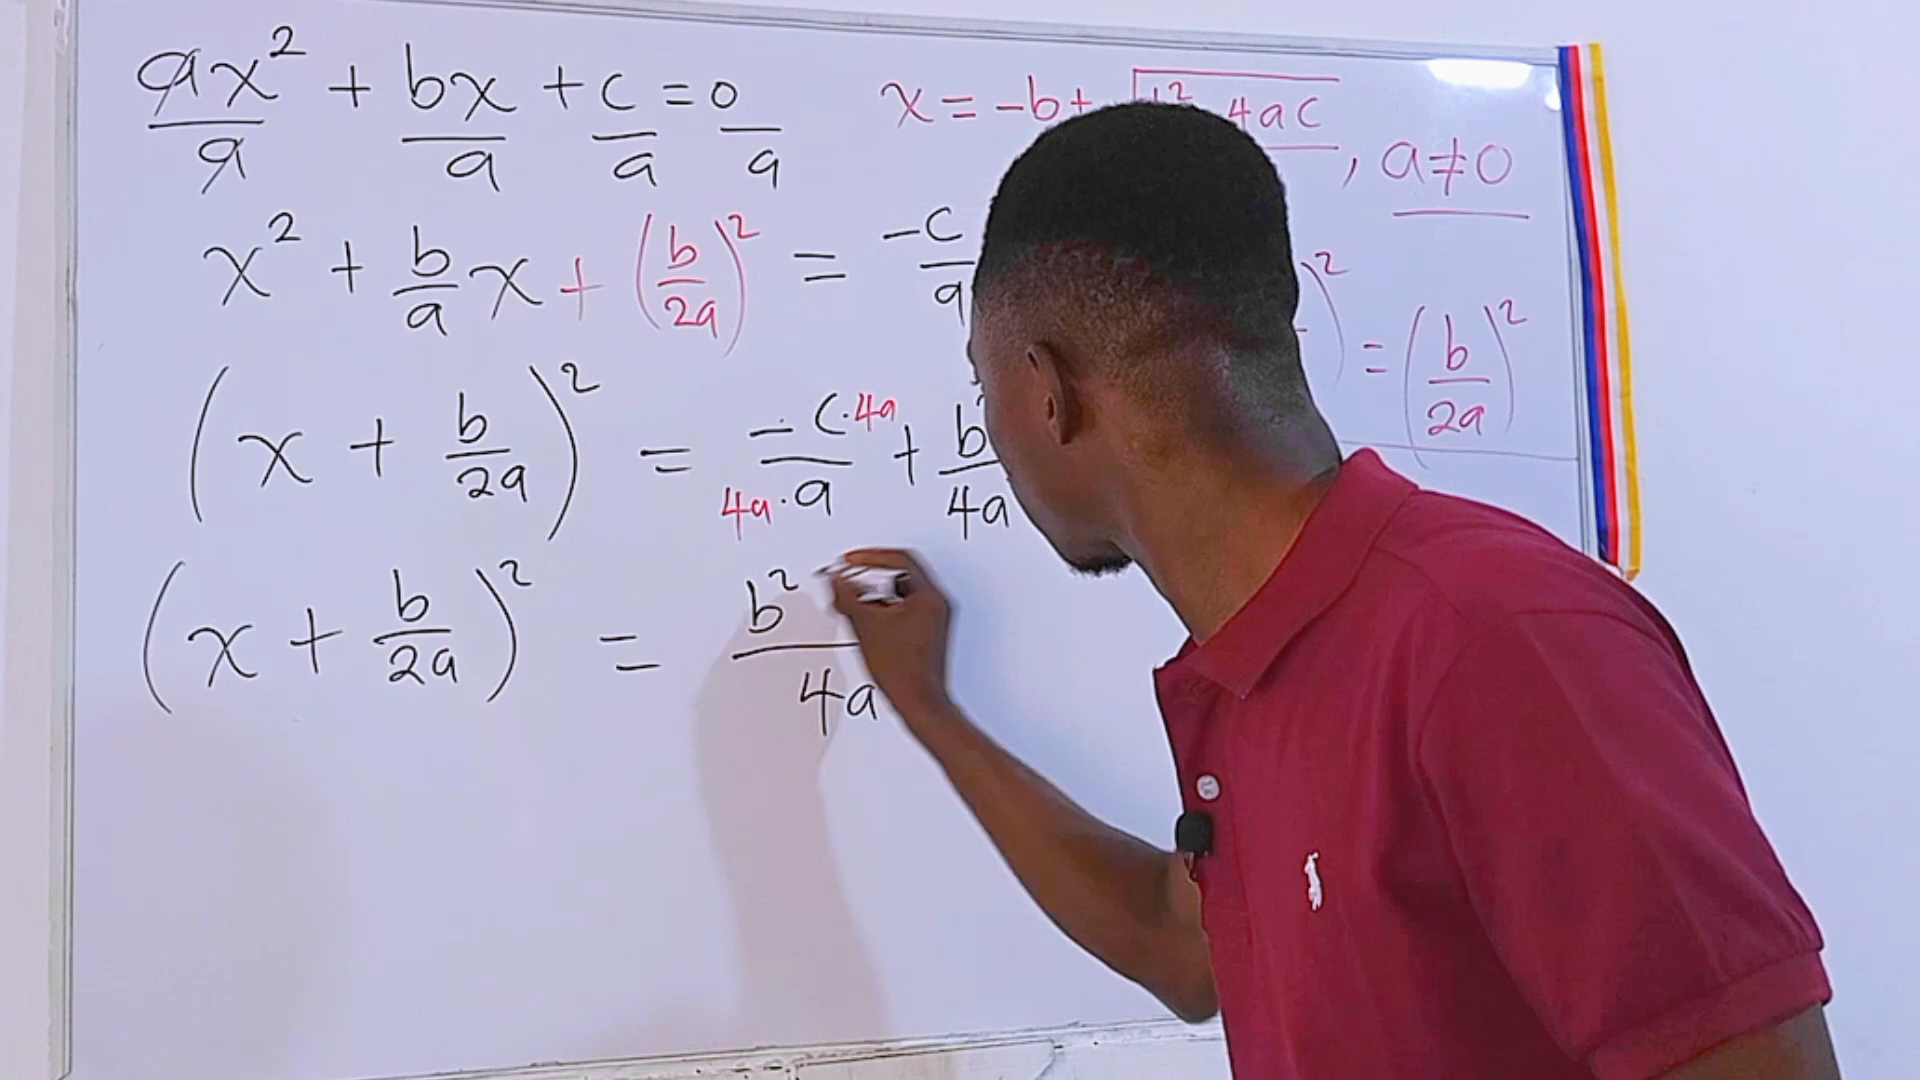 ax² + bx + c = 0
a a a a
x = -b + √ b² 4ac , a ≠ 0
x² + b/a x + (b/2a)² = -c/a
)² = (b/2a)²
(x + b/2a)² = -c·4a/4a·a + b/4a
(x + b/2a)² = b²/4a